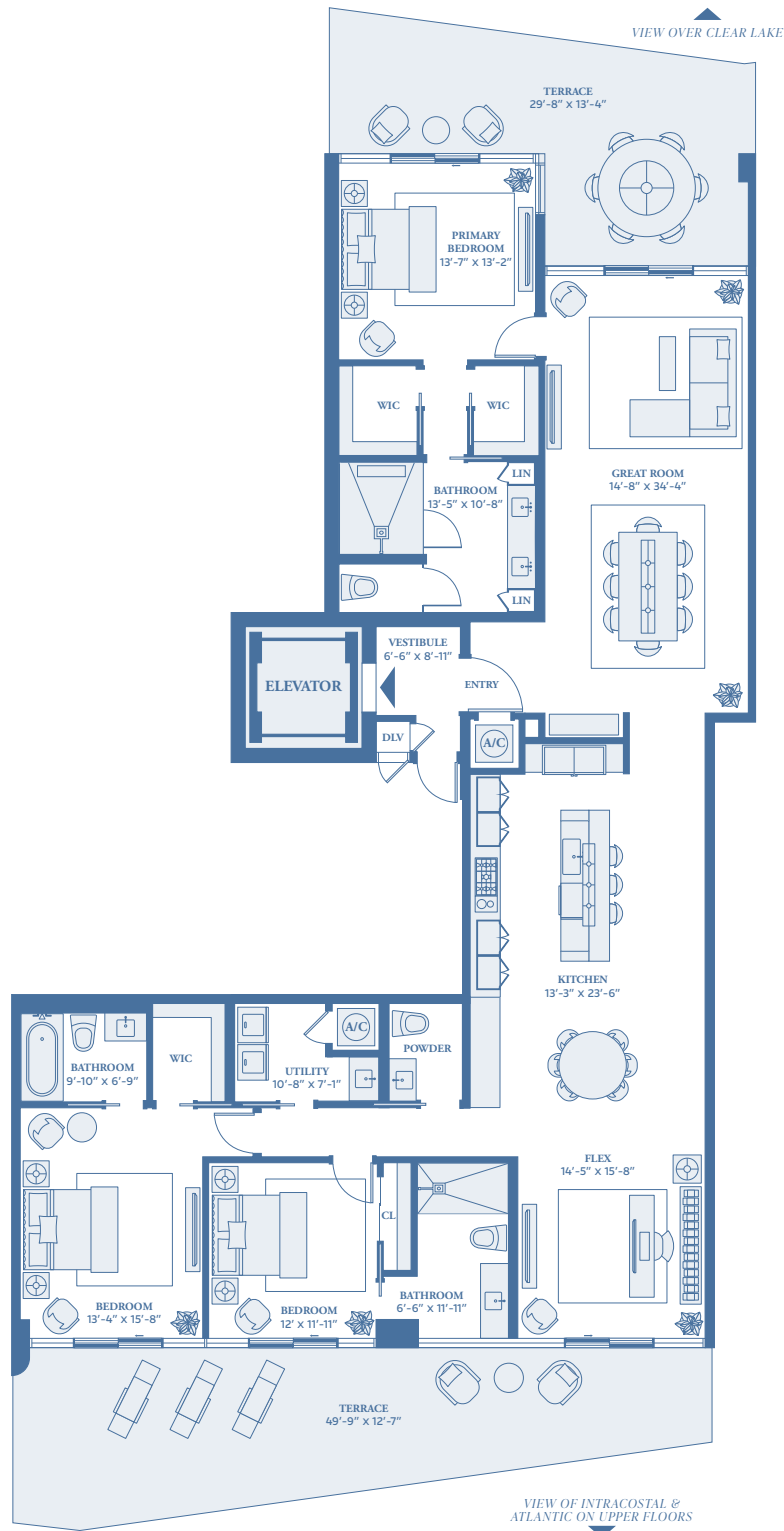 VIEW OVER CLEAR LAKE
TERRACE
29'-8" x 13'-4"
PRIMARY
BEDROOM
13'-7" x 13'-2"
WIC
WIC
GREAT ROOM
14'-8" x 34'-4"
LIN
BATHROOM
13'-5" x 10'-8"
LIN
VESTIBULE
6'-6" x 8'-11"
ELEVATOR
ENTRY
DLV
A/C
KITCHEN
13'-3" x 23'-6"
A/C
POWDER
WIC
BATHROOM
9'-10" x 6'-9"
UTILITY
10'-8" x 7'-1"
FLEX
14'-5" x 15'-8"
CL
BATHROOM
6'-6" x 11'-11"
BEDROOM
13'-4" x 15'-8"
BEDROOM
12' x 11'-11"
TERRACE
49'-9" x 12'-7"
VIEW OF INTRACOSTAL &
ATLANTIC ON UPPER FLOORS